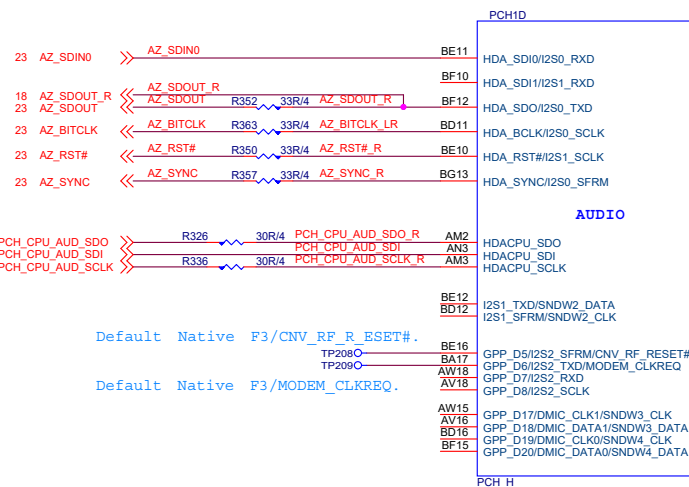 PCH1D
23 AZ_SDIN0 AZ_SDIN0 BE11 HDA_SDI0/I2S0_RXD
BF10 HDA_SDI1/I2S1_RXD
18 AZ_SDOUT_R AZ_SDOUT_R
23 AZ_SDOUT AZ_SDOUT R352 33R/4 AZ_SDOUT_R BF12 HDA_SDO/I2S0_TXD
23 AZ_BITCLK AZ_BITCLK R363 33R/4 AZ_BITCLK_LR BD11 HDA_BCLK/I2S0_SCLK
23 AZ_RST# AZ_RST# R350 33R/4 AZ_RST#_R BE10 HDA_RST#/I2S1_SCLK
23 AZ_SYNC AZ_SYNC R357 33R/4 AZ_SYNC_R BG13 HDA_SYNC/I2S0_SFRM
AUDIO
PCH_CPU_AUD_SDO R326 30R/4 PCH_CPU_AUD_SDO_R AM2 HDACPU_SDO
PCH_CPU_AUD_SDI PCH_CPU_AUD_SDI AN3 HDACPU_SDI
PCH_CPU_AUD_SCLK R336 30R/4 PCH_CPU_AUD_SCLK_R AM3 HDACPU_SCLK
BE12 I2S1_TXD/SNDW2_DATA
BD12 I2S1_SFRM/SNDW2_CLK
Default Native F3/CNV_RF_R_ESET#.
TP208 BE16 GPP_D5/I2S2_SFRM/CNV_RF_RESET#
TP209 BA17 GPP_D6/I2S2_TXD/MODEM_CLKREQ
AW18 GPP_D7/I2S2_RXD
Default Native F3/MODEM_CLKREQ. AV18 GPP_D8/I2S2_SCLK
AW15 GPP_D17/DMIC_CLK1/SNDW3_CLK
AV16 GPP_D18/DMIC_DATA1/SNDW3_DATA
BD16 GPP_D19/DMIC_CLK0/SNDW4_CLK
BF15 GPP_D20/DMIC_DATA0/SNDW4_DATA
PCH_H